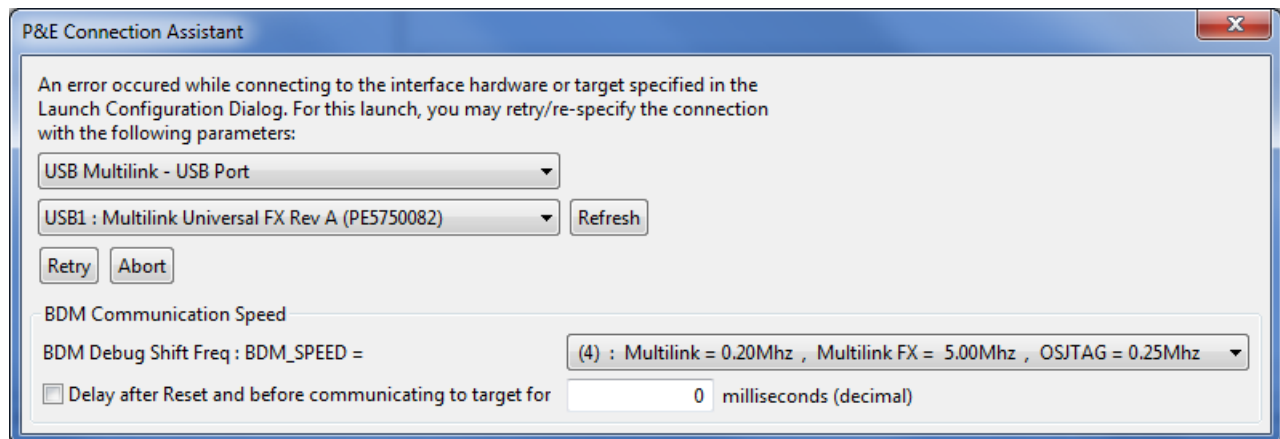 P&E Connection Assistant
An error occured while connecting to the interface hardware or target specified in the
Launch Configuration Dialog. For this launch, you may retry/re-specify the connection
with the following parameters:
USB Multilink - USB Port
USB1 : Multilink Universal FX Rev A (PE5750082) Refresh
Retry Abort
BDM Communication Speed
BDM Debug Shift Freq : BDM_SPEED = (4) : Multilink = 0.20Mhz , Multilink FX = 5.00Mhz , OSJTAG = 0.25Mhz
Delay after Reset and before communicating to target for 0 milliseconds (decimal)